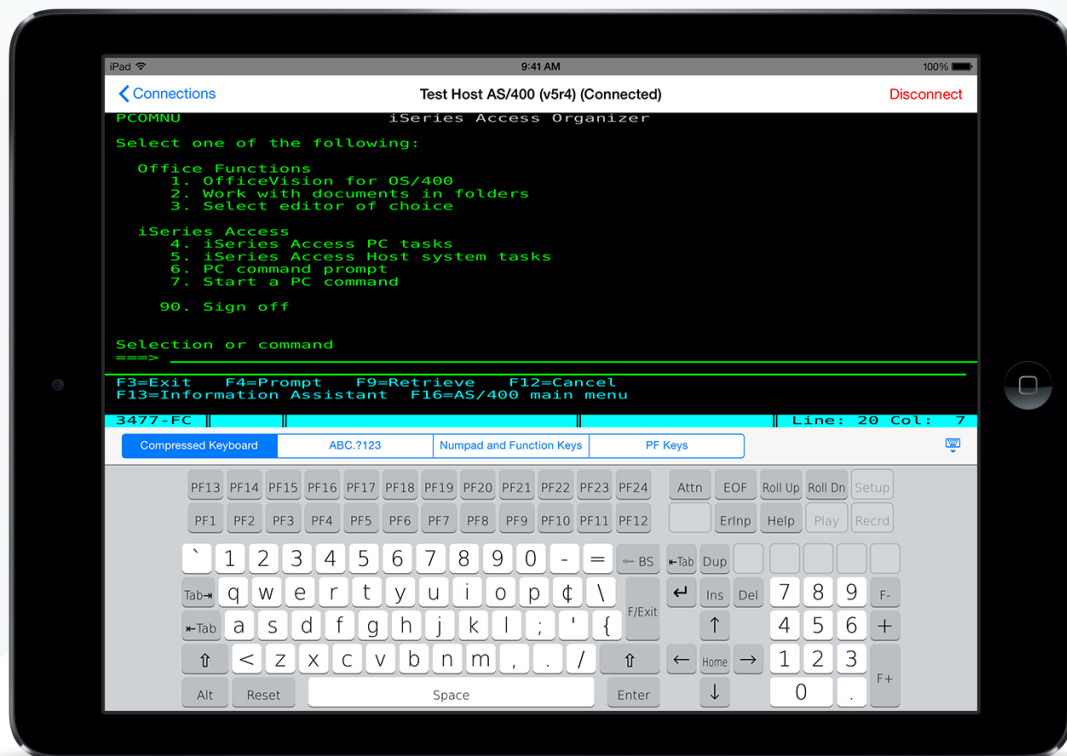 iPad 9:41 AM 100%
Connections Test Host AS/400 (v5r4) (Connected) Disconnect
PCOMNU iSeries Access Organizer
Select one of the following:
Office Functions
1. OfficeVision for OS/400
2. Work with documents in folders
3. Select editor of choice
iSeries Access
4. iSeries Access PC tasks
5. iSeries Access Host system tasks
6. PC command prompt
7. Start a PC command
90. Sign off
Selection or command
===>
F3=Exit F4=Prompt F9=Retrieve F12=Cancel
F13=Information Assistant F16=AS/400 main menu
3477-FC Line: 20 Col: 7
Compressed Keyboard ABC.?123 Numpad and Function Keys PF Keys
PF13 PF14 PF15 PF16 PF17 PF18 PF19 PF20 PF21 PF22 PF23 PF24 Attn EOF Roll Up Roll Dn Setup
PF1 PF2 PF3 PF4 PF5 PF6 PF7 PF8 PF9 PF10 PF11 PF12 ErInp Help Play Recrd
` 1 2 3 4 5 6 7 8 9 0 - = ⟵ BS ⇤Tab Dup
Tab⇥ q w e r t y u i o p ¢ \ F/Exit ↵ Ins Del 7 8 9 F-
⇤Tab a s d f g h j k l ; ' { ↑ 4 5 6 +
⇧ < z x c v b n m , . / ⇧ ← Home → 1 2 3 F+
Alt Reset Space Enter ↓ 0 .